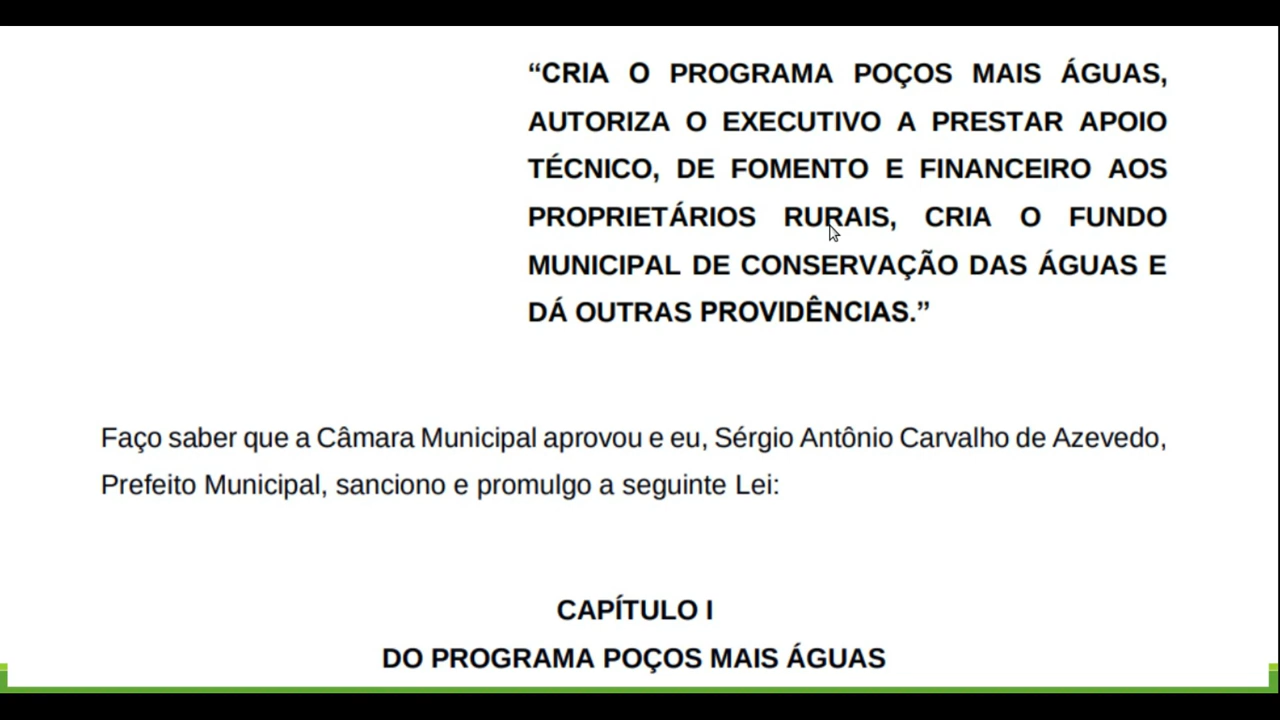 “CRIA O PROGRAMA POÇOS MAIS ÁGUAS,
AUTORIZA O EXECUTIVO A PRESTAR APOIO
TÉCNICO, DE FOMENTO E FINANCEIRO AOS
PROPRIETÁRIOS RURAIS, CRIA O FUNDO
MUNICIPAL DE CONSERVAÇÃO DAS ÁGUAS E
DÁ OUTRAS PROVIDÊNCIAS.”
Faço saber que a Câmara Municipal aprovou e eu, Sérgio Antônio Carvalho de Azevedo,
Prefeito Municipal, sanciono e promulgo a seguinte Lei:
CAPÍTULO I
DO PROGRAMA POÇOS MAIS ÁGUAS